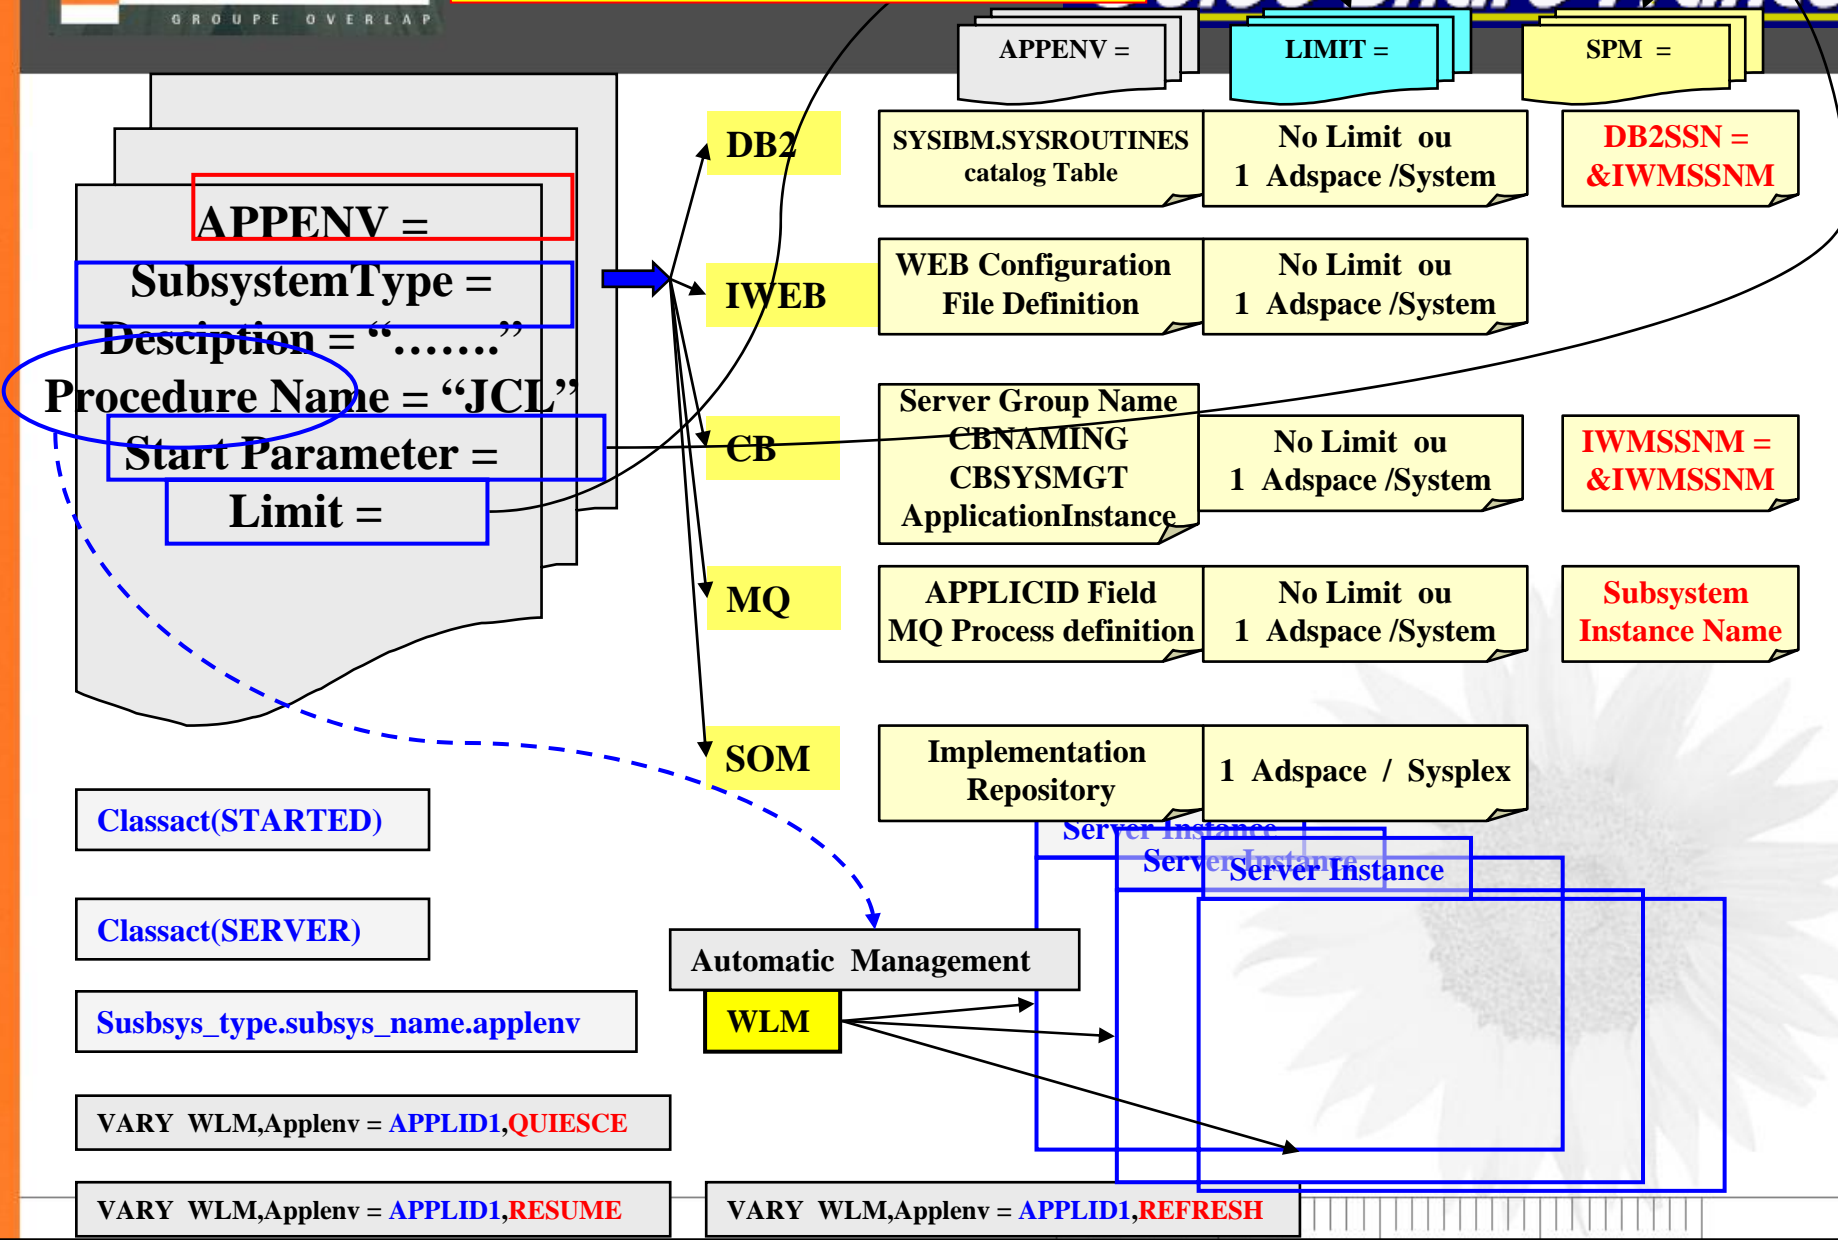 GROUPE OVERLAP
APPENV =
LIMIT =
SPM =
APPENV =
SubsystemType =
Desciption = “…….”
Procedure Name = “JCL”
Start Parameter =
Limit =
DB2
SYSIBM.SYSROUTINES
catalog Table
No Limit ou
1 Adspace /System
DB2SSN =
&IWMSSNM
IWEB
WEB Configuration
File Definition
No Limit ou
1 Adspace /System
CB
Server Group Name
CBNAMING
CBSYSMGT
ApplicationInstance
No Limit ou
1 Adspace /System
IWMSSNM =
&IWMSSNM
MQ
APPLICID Field
MQ Process definition
No Limit ou
1 Adspace /System
Subsystem
Instance Name
SOM
Implementation
Repository
1 Adspace / Sysplex
Classact(STARTED)
Classact(SERVER)
Susbsys_type.subsys_name.applenv
Server Instance
Server Instance
Server Instance
Automatic Management
WLM
VARY WLM,Applenv = APPLID1,QUIESCE
VARY WLM,Applenv = APPLID1,RESUME
VARY WLM,Applenv = APPLID1,REFRESH